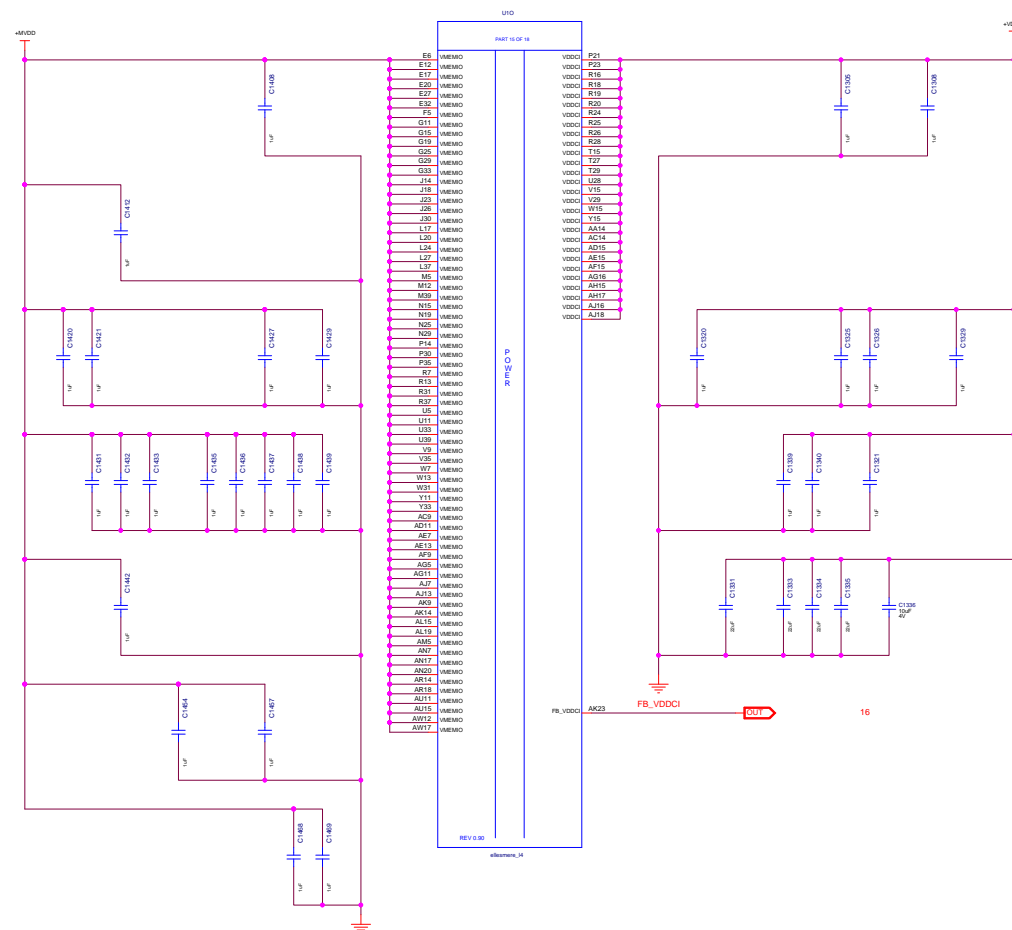 U1O
+MVDD
PART 15 OF 18
E6 VMEMIO
E12 VMEMIO
E17 VMEMIO
E20 VMEMIO
E27 VMEMIO
E32 VMEMIO
F5 VMEMIO
G11 VMEMIO
G15 VMEMIO
G19 VMEMIO
G25 VMEMIO
G29 VMEMIO
G33 VMEMIO
J14 VMEMIO
J18 VMEMIO
J23 VMEMIO
J26 VMEMIO
J30 VMEMIO
L17 VMEMIO
L20 VMEMIO
L24 VMEMIO
L27 VMEMIO
L37 VMEMIO
M5 VMEMIO
M12 VMEMIO
M39 VMEMIO
N15 VMEMIO
N19 VMEMIO
N25 VMEMIO
N29 VMEMIO
P14 VMEMIO
P30 VMEMIO
P35 VMEMIO
R7 VMEMIO
R13 VMEMIO
R31 VMEMIO
R37 VMEMIO
U5 VMEMIO
U11 VMEMIO
U33 VMEMIO
U39 VMEMIO
V9 VMEMIO
V35 VMEMIO
W7 VMEMIO
W13 VMEMIO
W31 VMEMIO
Y11 VMEMIO
Y33 VMEMIO
AC9 VMEMIO
AD11 VMEMIO
AE7 VMEMIO
AE13 VMEMIO
AF9 VMEMIO
AG5 VMEMIO
AG11 VMEMIO
AJ7 VMEMIO
AJ13 VMEMIO
AK9 VMEMIO
AK14 VMEMIO
AL15 VMEMIO
AL19 VMEMIO
AM5 VMEMIO
AN7 VMEMIO
AN17 VMEMIO
AN20 VMEMIO
AR14 VMEMIO
AR18 VMEMIO
AU11 VMEMIO
AU15 VMEMIO
AW12 VMEMIO
AW17 VMEMIO
POWER
VDDCI P21
VDDCI P23
VDDCI R16
VDDCI R18
VDDCI R19
VDDCI R20
VDDCI R24
VDDCI R25
VDDCI R26
VDDCI R28
VDDCI T15
VDDCI T27
VDDCI T29
VDDCI U28
VDDCI V15
VDDCI V29
VDDCI W15
VDDCI Y15
VDDCI AA14
VDDCI AC14
VDDCI AD15
VDDCI AE15
VDDCI AF15
VDDCI AG16
VDDCI AH15
VDDCI AH17
VDDCI AJ16
VDDCI AJ18
FB_VDDCI AK23
FB_VDDCI
OUT
16
REV 0.90
ellesmere_l4
C1408
1uF
C1412
1uF
C1420
1uF
C1421
1uF
C1427
1uF
C1429
1uF
C1431
1uF
C1432
1uF
C1433
1uF
C1435
1uF
C1436
1uF
C1437
1uF
C1438
1uF
C1439
1uF
C1442
1uF
C1454
1uF
C1457
1uF
C1468
1uF
C1469
1uF
C1305
1uF
C1308
1uF
C1320
1uF
C1325
1uF
C1326
1uF
C1329
1uF
C1339
1uF
C1340
1uF
C1321
1uF
C1331
22uF
C1333
22uF
C1334
22uF
C1335
22uF
C1336
10uF
4V